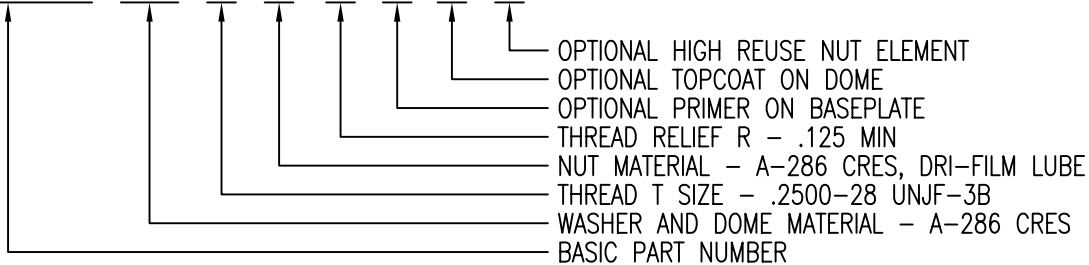 OPTIONAL HIGH REUSE NUT ELEMENT
OPTIONAL TOPCOAT ON DOME
OPTIONAL PRIMER ON BASEPLATE
THREAD RELIEF R – .125 MIN
NUT MATERIAL – A–286 CRES, DRI–FILM LUBE
THREAD T SIZE – .2500–28 UNJF–3B
WASHER AND DOME MATERIAL – A–286 CRES
BASIC PART NUMBER